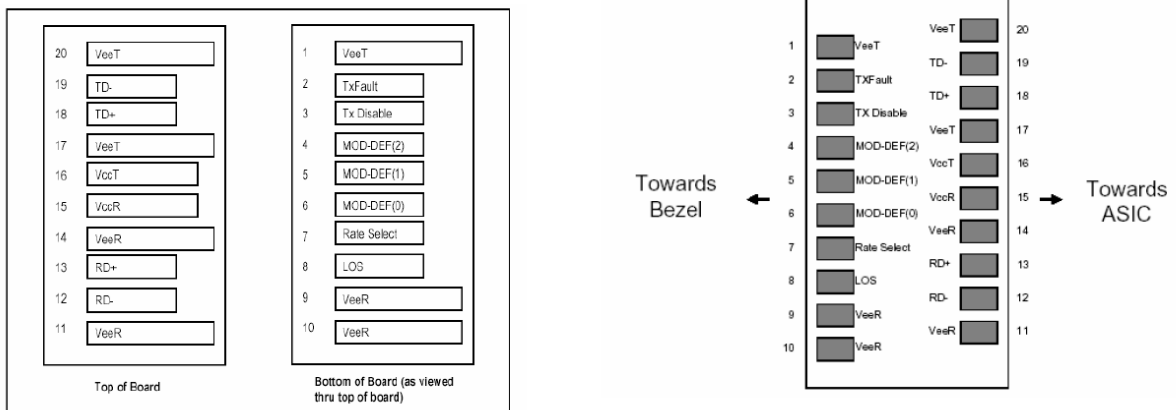 20 VeeT
19 TD-
18 TD+
17 VeeT
16 VccT
15 VccR
14 VeeR
13 RD+
12 RD-
11 VeeR
Top of Board
1 VeeT
2 TxFault
3 Tx Disable
4 MOD-DEF(2)
5 MOD-DEF(1)
6 MOD-DEF(0)
7 Rate Select
8 LOS
9 VeeR
10 VeeR
Bottom of Board (as viewed
thru top of board)
Towards
Bezel
1 VeeT
2 TXFault
3 TX Disable
4 MOD-DEF(2)
5 MOD-DEF(1)
6 MOD-DEF(0)
7 Rate Select
8 LOS
9 VeeR
10 VeeR
VeeT 20
TD- 19
TD+ 18
VeeT 17
VccT 16
VccR 15
VeeR 14
RD+ 13
RD- 12
VeeR 11
Towards
ASIC